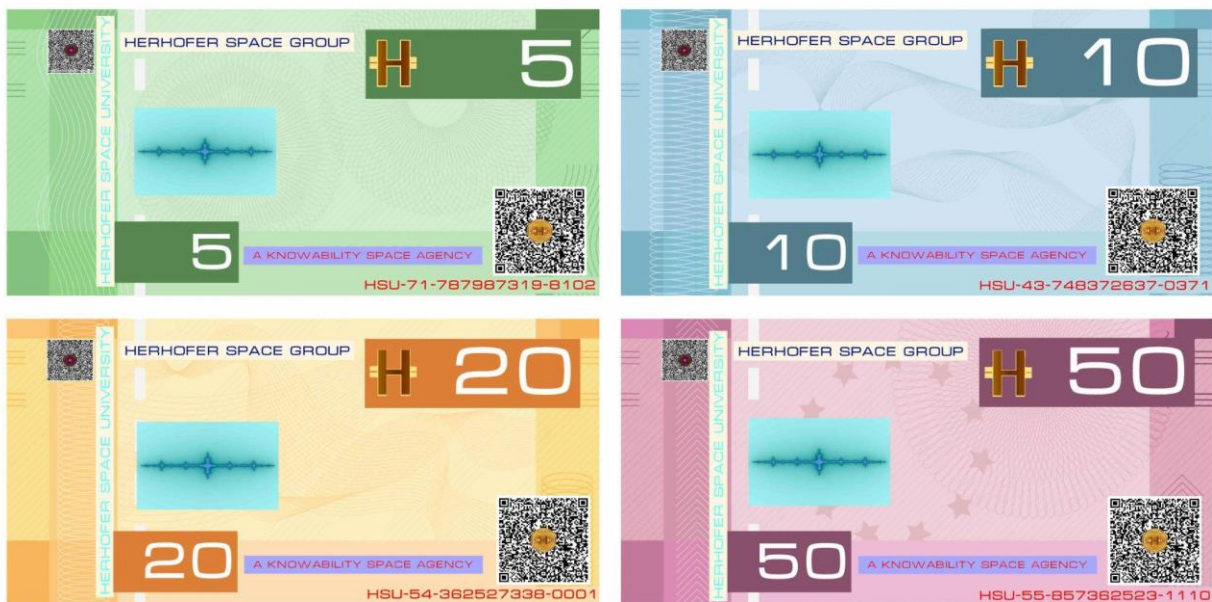 HERHOFER SPACE GROUP
H 5
HERHOFER SPACE UNIVERSITY
5
A KNOWABILITY SPACE AGENCY
HSU-71-787987319-8102
HERHOFER SPACE GROUP
H 10
HERHOFER SPACE UNIVERSITY
10
A KNOWABILITY SPACE AGENCY
HSU-43-748372637-0371
HERHOFER SPACE GROUP
H 20
HERHOFER SPACE UNIVERSITY
20
A KNOWABILITY SPACE AGENCY
HSU-54-362527338-0001
HERHOFER SPACE GROUP
H 50
HERHOFER SPACE UNIVERSITY
50
A KNOWABILITY SPACE AGENCY
HSU-55-857362523-1110